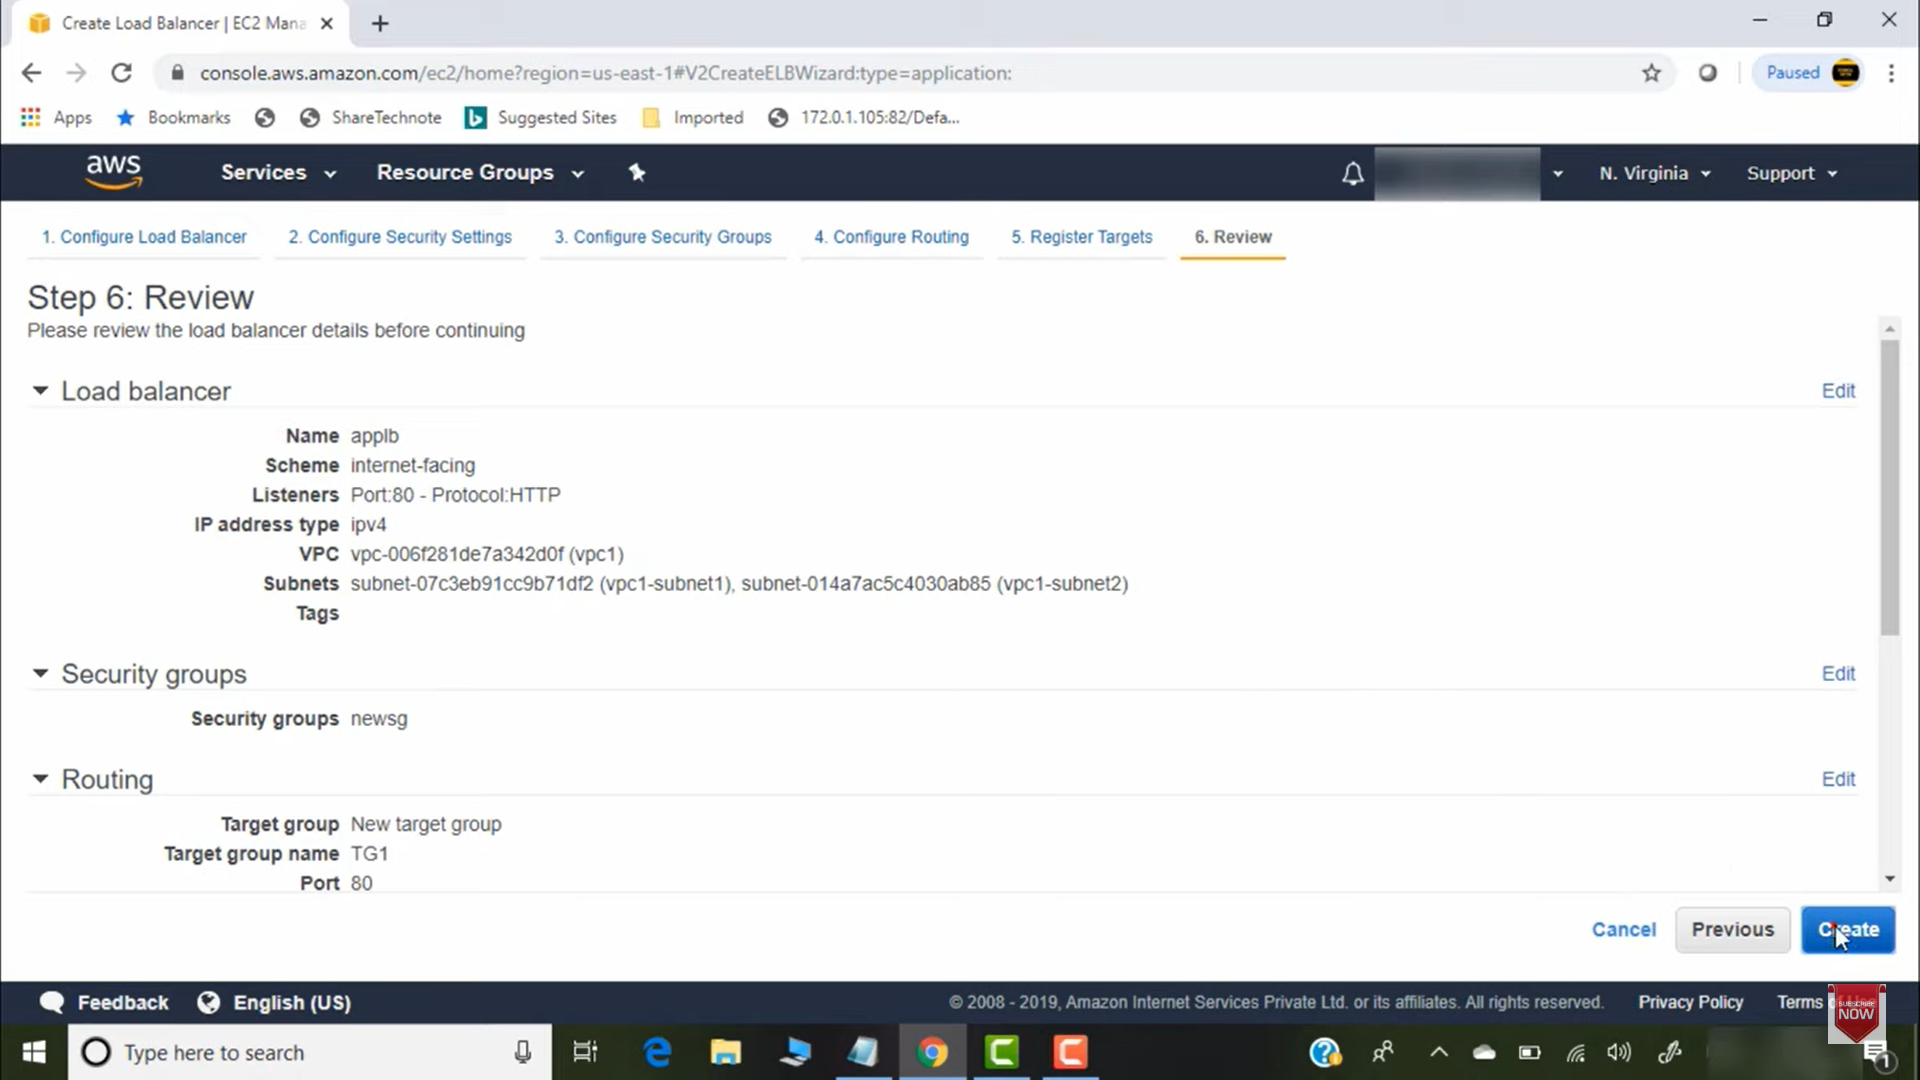 Create Load Balancer | EC2 Mana
console.aws.amazon.com/ec2/home?region=us-east-1#V2CreateELBWizard:type=application:
Paused
Apps Bookmarks ShareTechnote Suggested Sites Imported 172.0.1.105:82/Defa...
aws Services Resource Groups N. Virginia Support
1. Configure Load Balancer 2. Configure Security Settings 3. Configure Security Groups 4. Configure Routing 5. Register Targets 6. Review
Step 6: Review
Please review the load balancer details before continuing
Load balancer Edit
Name applb
Scheme internet-facing
Listeners Port:80 - Protocol:HTTP
IP address type ipv4
VPC vpc-006f281de7a342d0f (vpc1)
Subnets subnet-07c3eb91cc9b71df2 (vpc1-subnet1), subnet-014a7ac5c4030ab85 (vpc1-subnet2)
Tags
Security groups Edit
Security groups newsg
Routing Edit
Target group New target group
Target group name TG1
Port 80
Cancel Previous Create
Feedback English (US) © 2008 - 2019, Amazon Internet Services Private Ltd. or its affiliates. All rights reserved. Privacy Policy Terms
SUBSCRIBE
NOW
Type here to search
1